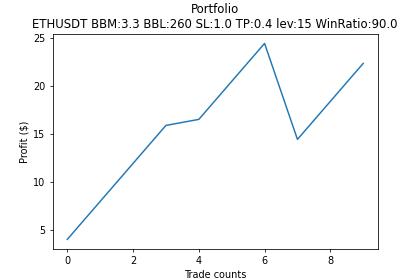 Portfolio
ETHUSDT BBM:3.3 BBL:260 SL:1.0 TP:0.4 lev:15 WinRatio:90.0
25
20
15
10
5
Profit ($)
0 2 4 6 8
Trade counts